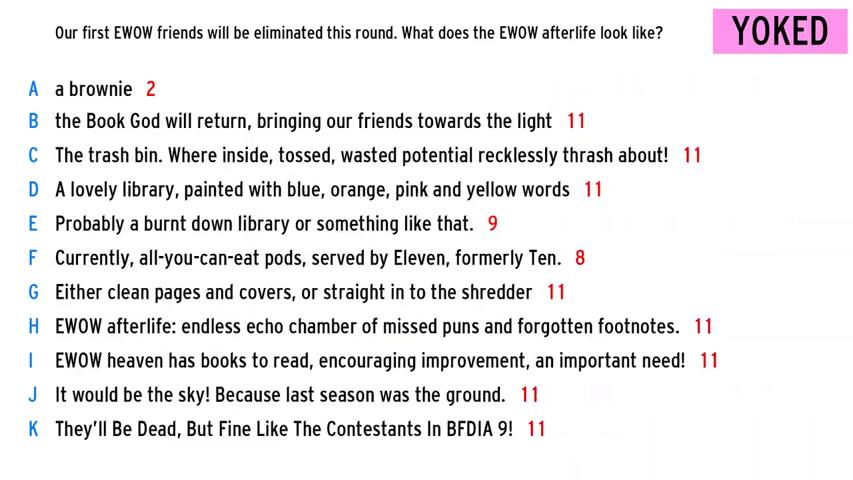 Our first EWOW friends will be eliminated this round. What does the EWOW afterlife look like?
YOKED
A a brownie 2
B the Book God will return, bringing our friends towards the light 11
C The trash bin. Where inside, tossed, wasted potential recklessly thrash about! 11
D A lovely library, painted with blue, orange, pink and yellow words 11
E Probably a burnt down library or something like that. 9
F Currently, all-you-can-eat pods, served by Eleven, formerly Ten. 8
G Either clean pages and covers, or straight in to the shredder 11
H EWOW afterlife: endless echo chamber of missed puns and forgotten footnotes. 11
I EWOW heaven has books to read, encouraging improvement, an important need! 11
J It would be the sky! Because last season was the ground. 11
K They'll Be Dead, But Fine Like The Contestants In BFDIA 9! 11